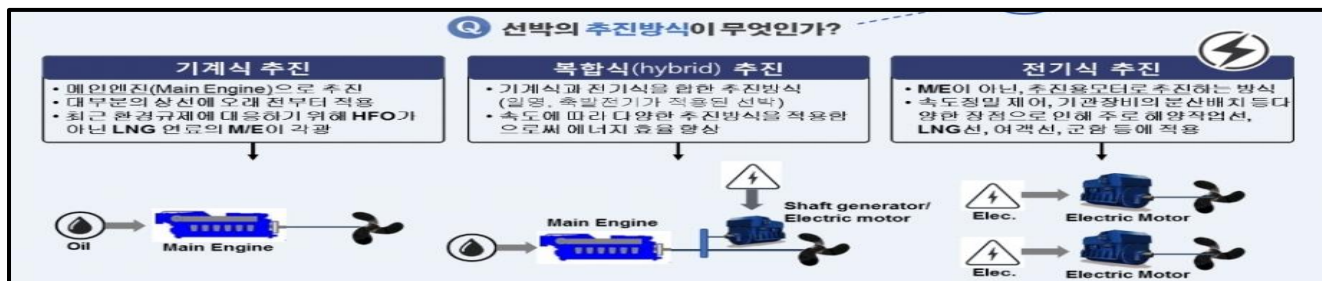 Q 선박의 추진방식이 무엇인가?
기계식 추진
• 메인엔진(Main Engine)으로 추진
• 대부분의 상선에 오래 전부터 적용
• 최근 환경규제에 대응하기 위해 HFO가
아닌 LNG 연료의 M/E이 각광
Oil
Main Engine
복합식(hybrid) 추진
• 기계식과 전기식을 합한 추진방식
(일명, 축발전기가 적용된 선박)
• 속도에 따라 다양한 추진방식을 적용함
으로써 에너지 효율 향상
Main Engine
Shaft generator/
Electric motor
전기식 추진
• M/E이 아닌, 추진용모터로 추진하는 방식
• 속도정밀 제어, 기관장비의 분산배치 등 다
양한 장점으로 인해 주로 해양작업선,
LNG선, 여객선, 군함 등에 적용
Elec.
Electric Motor
Elec.
Electric Motor